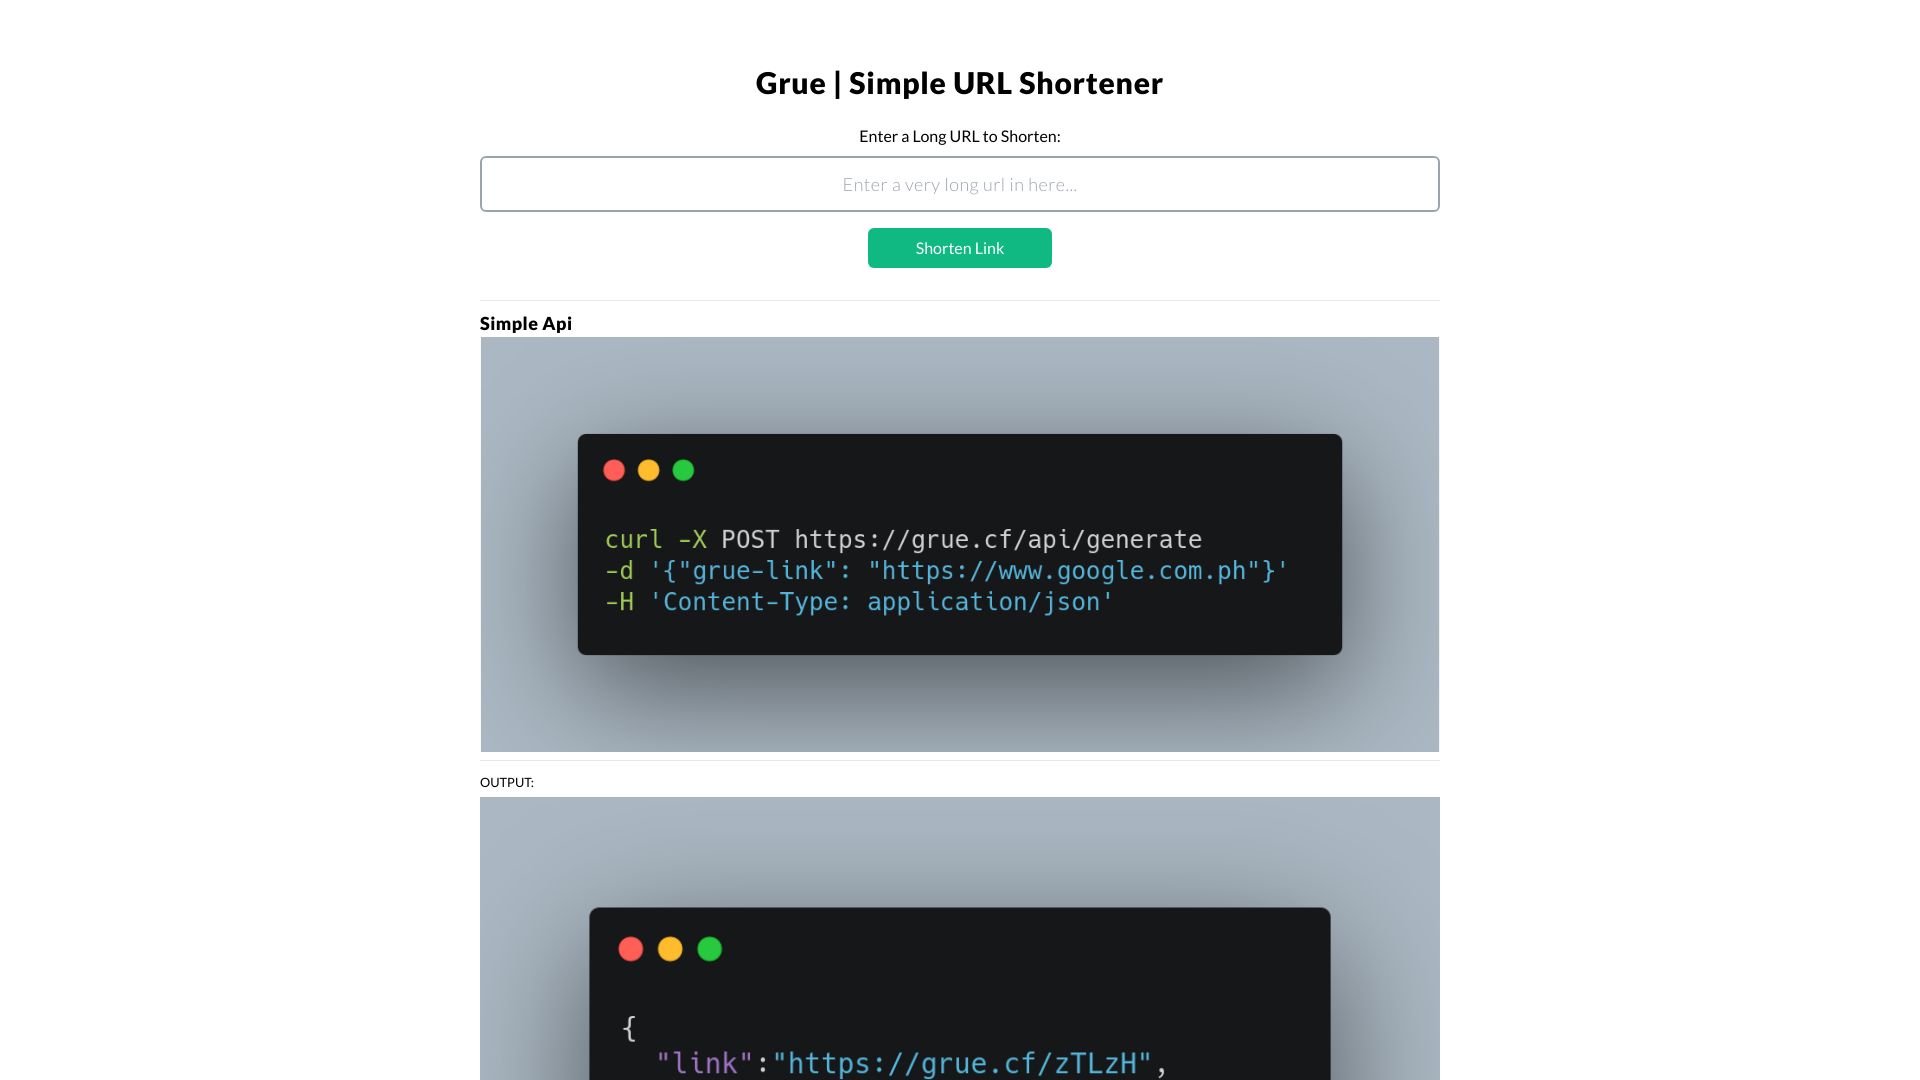 Grue | Simple URL Shortener
Enter a Long URL to Shorten:
Enter a very long url in here...
Shorten Link
Simple Api
curl -X POST https://grue.cf/api/generate
-d '{"grue-link": "https://www.google.com.ph"}'
-H 'Content-Type: application/json'
OUTPUT:
{
"link":"https://grue.cf/zTLzH",